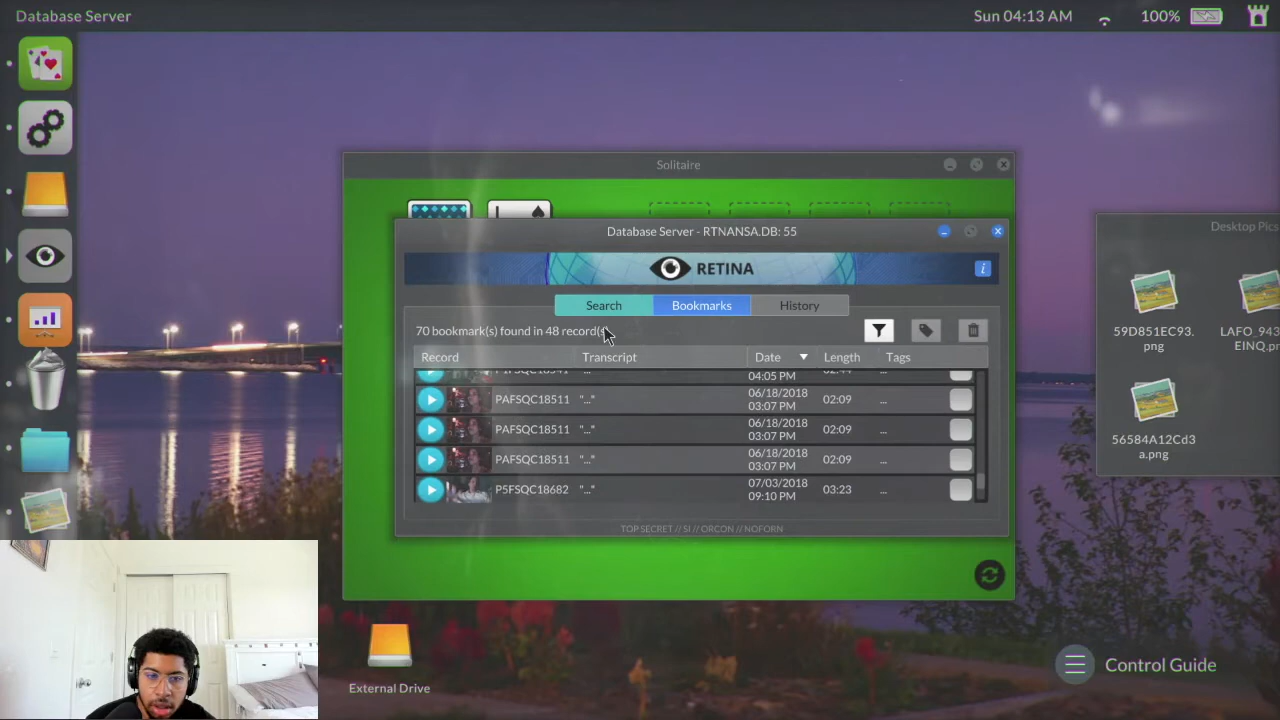 Database Server
Sun 04:13 AM
100%
Solitaire
Database Server - RTNANSA.DB: 55
RETINA
i
Search
Bookmarks
History
70 bookmark(s) found in 48 record(s)
Record
Transcript
Date
Length
Tags
04:05 PM
PAFSQC18511 "..." 06/18/2018 02:09 ...
03:07 PM
PAFSQC18511 "..." 06/18/2018 02:09 ...
03:07 PM
PAFSQC18511 "..." 06/18/2018 02:09 ...
03:07 PM
P5FSQC18682 "..." 07/03/2018 03:23 ...
09:10 PM
TOP SECRET // SI // ORCON // NOFORN
Desktop Pics
59D851EC93.
png
LAFO_943
EINQ.pn
56584A12Cd3
a.png
External Drive
Control Guide